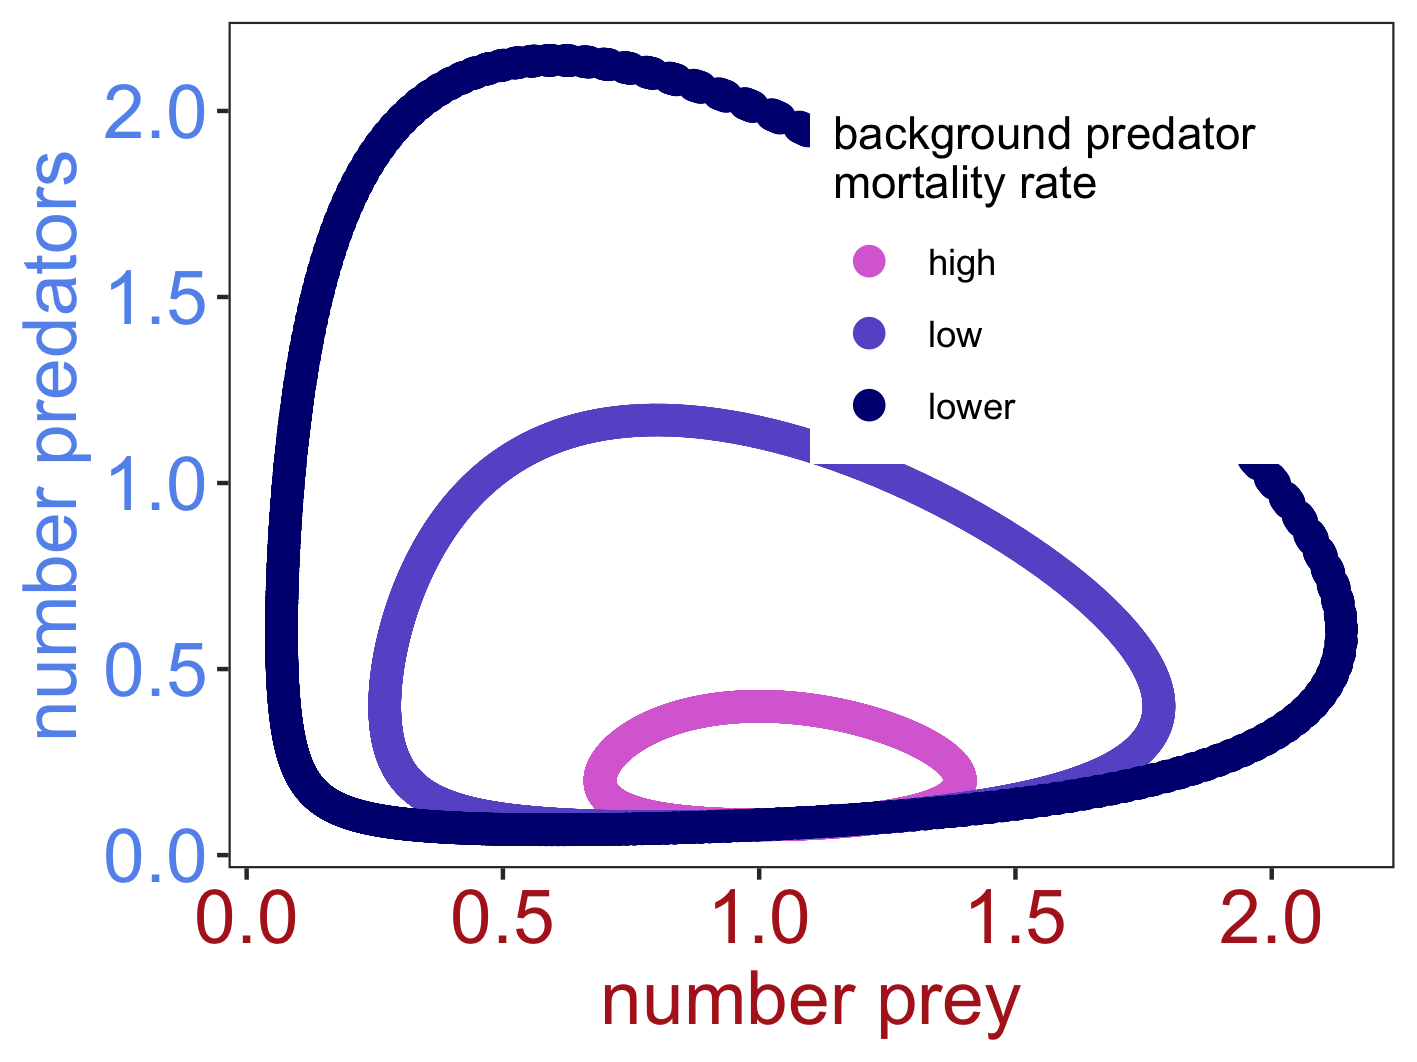 number predators
2.0
1.5
1.0
0.5
0.0
background predator
mortality rate
high
low
lower
0.0 0.5 1.0 1.5 2.0
number prey